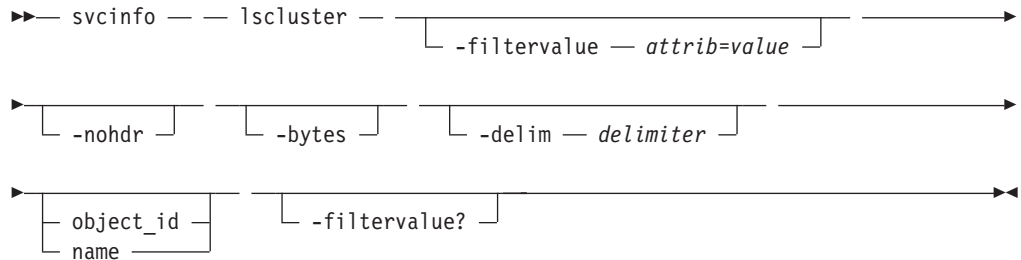 svcinfo lscluster
-filtervalue attrib=value
-nohdr -bytes -delim delimiter
object_id -filtervalue?
name